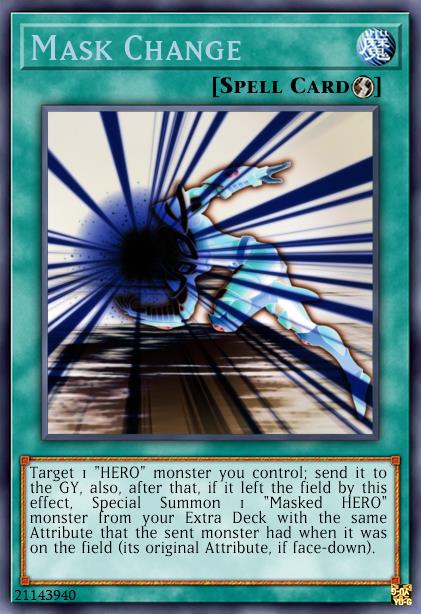 Mask Change
魔
[Spell Card]
Target 1 "HERO" monster you control; send it to
the GY, also, after that, if it left the field by this
effect, Special Summon 1 "Masked HERO"
monster from your Extra Deck with the same
Attribute that the sent monster had when it was
on the field (its original Attribute, if face-down).
21143940